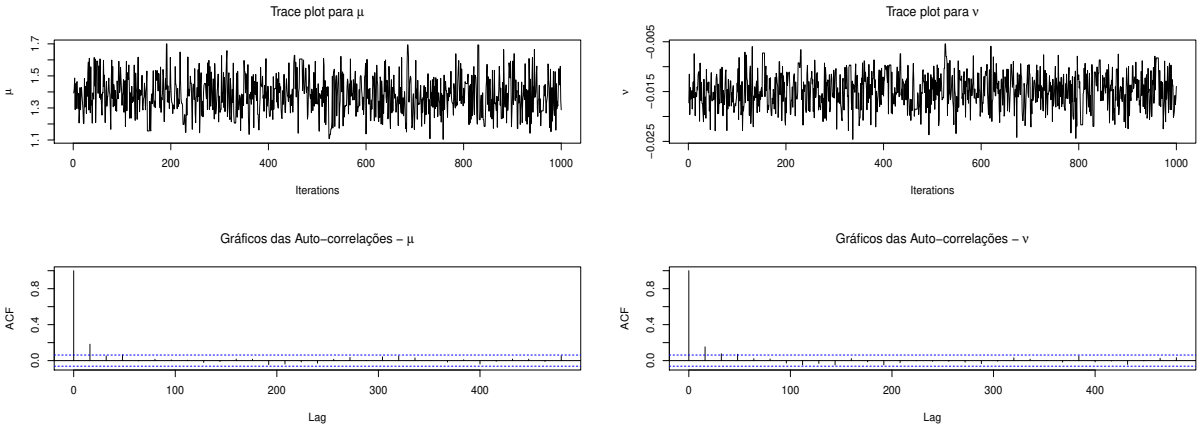 Trace plot para μ
μ
1.1 1.3 1.5 1.7
0 200 400 600 800 1000
Iterations
Trace plot para ν
ν
−0.025 −0.015 −0.005
0 200 400 600 800 1000
Iterations
Gráficos das Auto−correlações − μ
ACF
0.0 0.4 0.8
0 100 200 300 400
Lag
Gráficos das Auto−correlações − ν
ACF
0.0 0.4 0.8
0 100 200 300 400
Lag